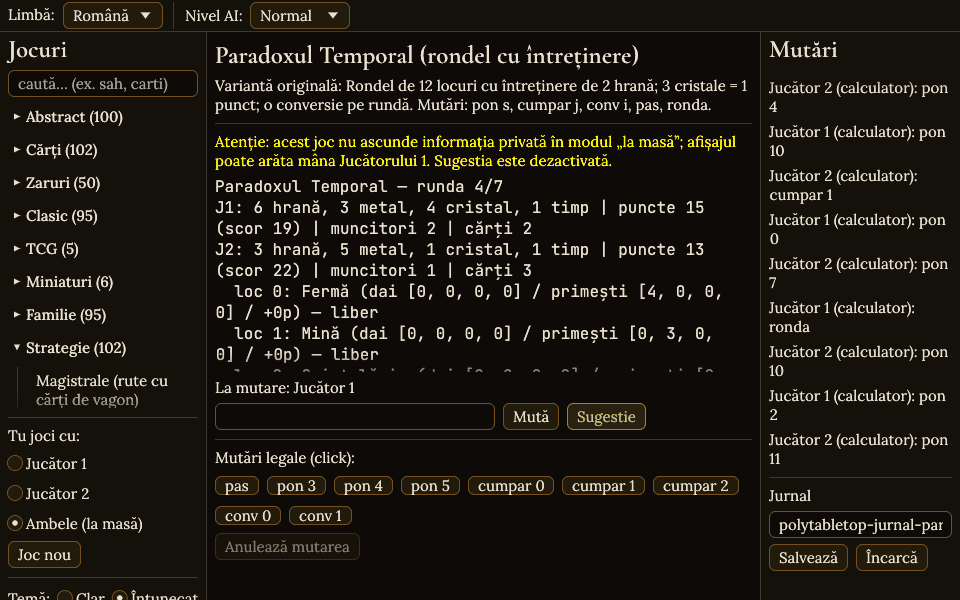 Limbă: Română ▼ Nivel AI: Normal ▼
Jocuri
caută... (ex. sah, carti)
▸ Abstract (100)
▸ Cărți (102)
▸ Zaruri (50)
▸ Clasic (95)
▸ TCG (5)
▸ Miniaturi (6)
▸ Familie (95)
▾ Strategie (102)
Magistrale (rute cu
cărți de vagon)
Tu joci cu:
Jucător 1
Jucător 2
Ambele (la masă)
Joc nou
Temă: Clar Întunecat
Paradoxul Temporal (rondel cu întreținere)
Variantă originală: Rondel de 12 locuri cu întreținere de 2 hrană; 3 cristale = 1
punct; o conversie pe rundă. Mutări: pon s, cumpar j, conv i, pas, ronda.
Atenție: acest joc nu ascunde informația privată în modul „la masă”; afișajul
poate arăta mâna Jucătorului 1. Sugestia este dezactivată.
Paradoxul Temporal — runda 4/7
J1: 6 hrană, 3 metal, 4 cristal, 1 timp | puncte 15
(scor 19) | muncitori 2 | cărți 2
J2: 3 hrană, 5 metal, 1 cristal, 1 timp | puncte 13
(scor 22) | muncitori 1 | cărți 3
loc 0: Fermă (dai [0, 0, 0, 0] / primești [4, 0, 0,
0] / +0p) — liber
loc 1: Mină (dai [0, 0, 0, 0] / primești [0, 3, 0,
0] / +0p) — liber
La mutare: Jucător 1
Mută Sugestie
Mutări legale (click):
pas pon 3 pon 4 pon 5 cumpar 0 cumpar 1 cumpar 2
conv 0 conv 1
Anulează mutarea
Mutări
Jucător 2 (calculator): pon
4
Jucător 1 (calculator): pon
10
Jucător 2 (calculator):
cumpar 1
Jucător 1 (calculator): pon
0
Jucător 2 (calculator): pon
7
Jucător 1 (calculator):
ronda
Jucător 2 (calculator): pon
10
Jucător 1 (calculator): pon
2
Jucător 2 (calculator): pon
11
Jurnal
polytabletop-jurnal-par
Salvează Încarcă